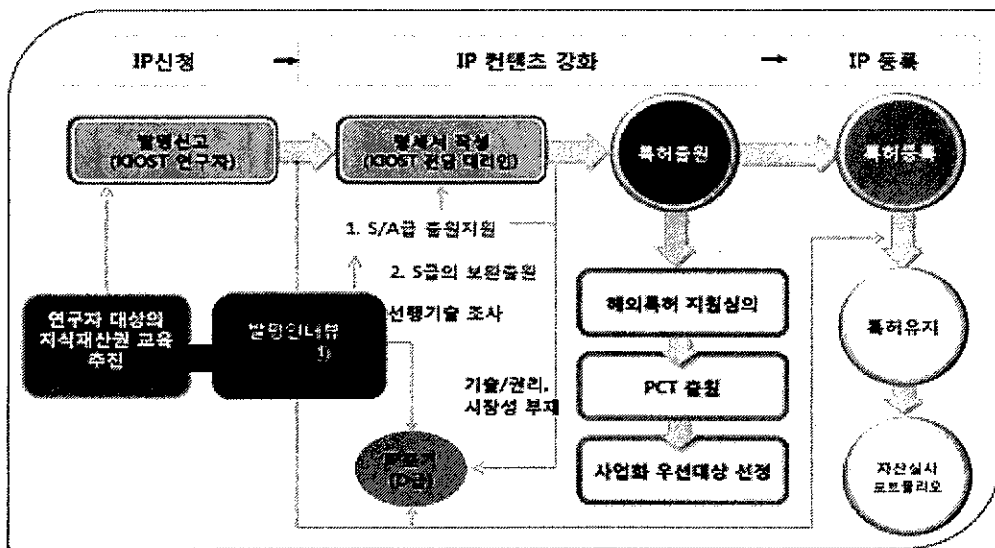 IP신청 → IP 컨텐츠 강화 → IP 등록
발명신고
(KIOST 연구자)
명세서 작성
(KIOST 전담 대리인)
특허출원
특허등록
1. S/A급 출원지원
2. S급의 보완출원
선행기술 조사
연구자 대상의
지식재산권 교육
추진
발명인터뷰
1)
기술/권리,
시장성 부재
(D급)
해외특허 지원심의
PCT 출원
사업화 우선대상 선정
특허유지
자산실사
포트폴리오